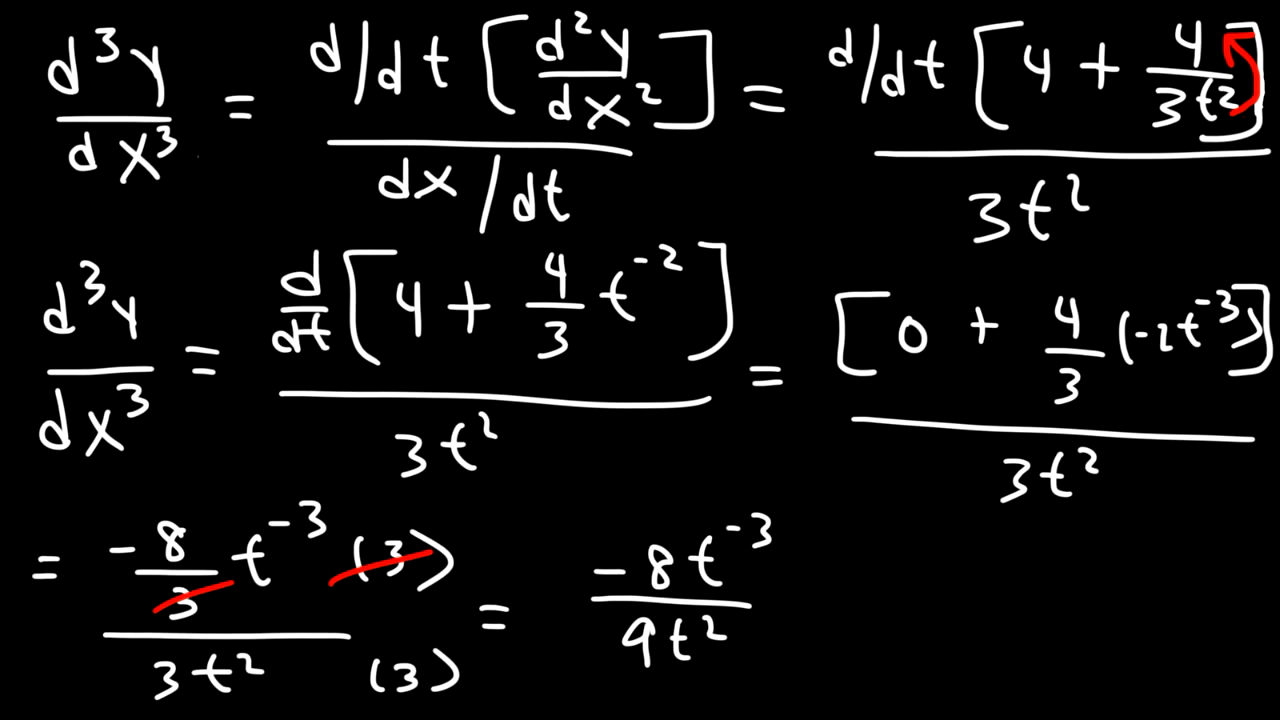 d³y/dx³ = d/dt [d²y/dx²] / dx/dt = d/dt [4 + 4/3t²] / 3t²
d³y/dx³ = d/dt [4 + 4/3 t⁻²] / 3t² = [0 + 4/3 (-2t⁻³)] / 3t²
= -8/3 t⁻³ (3) / 3t² (3) = -8t⁻³ / 9t²